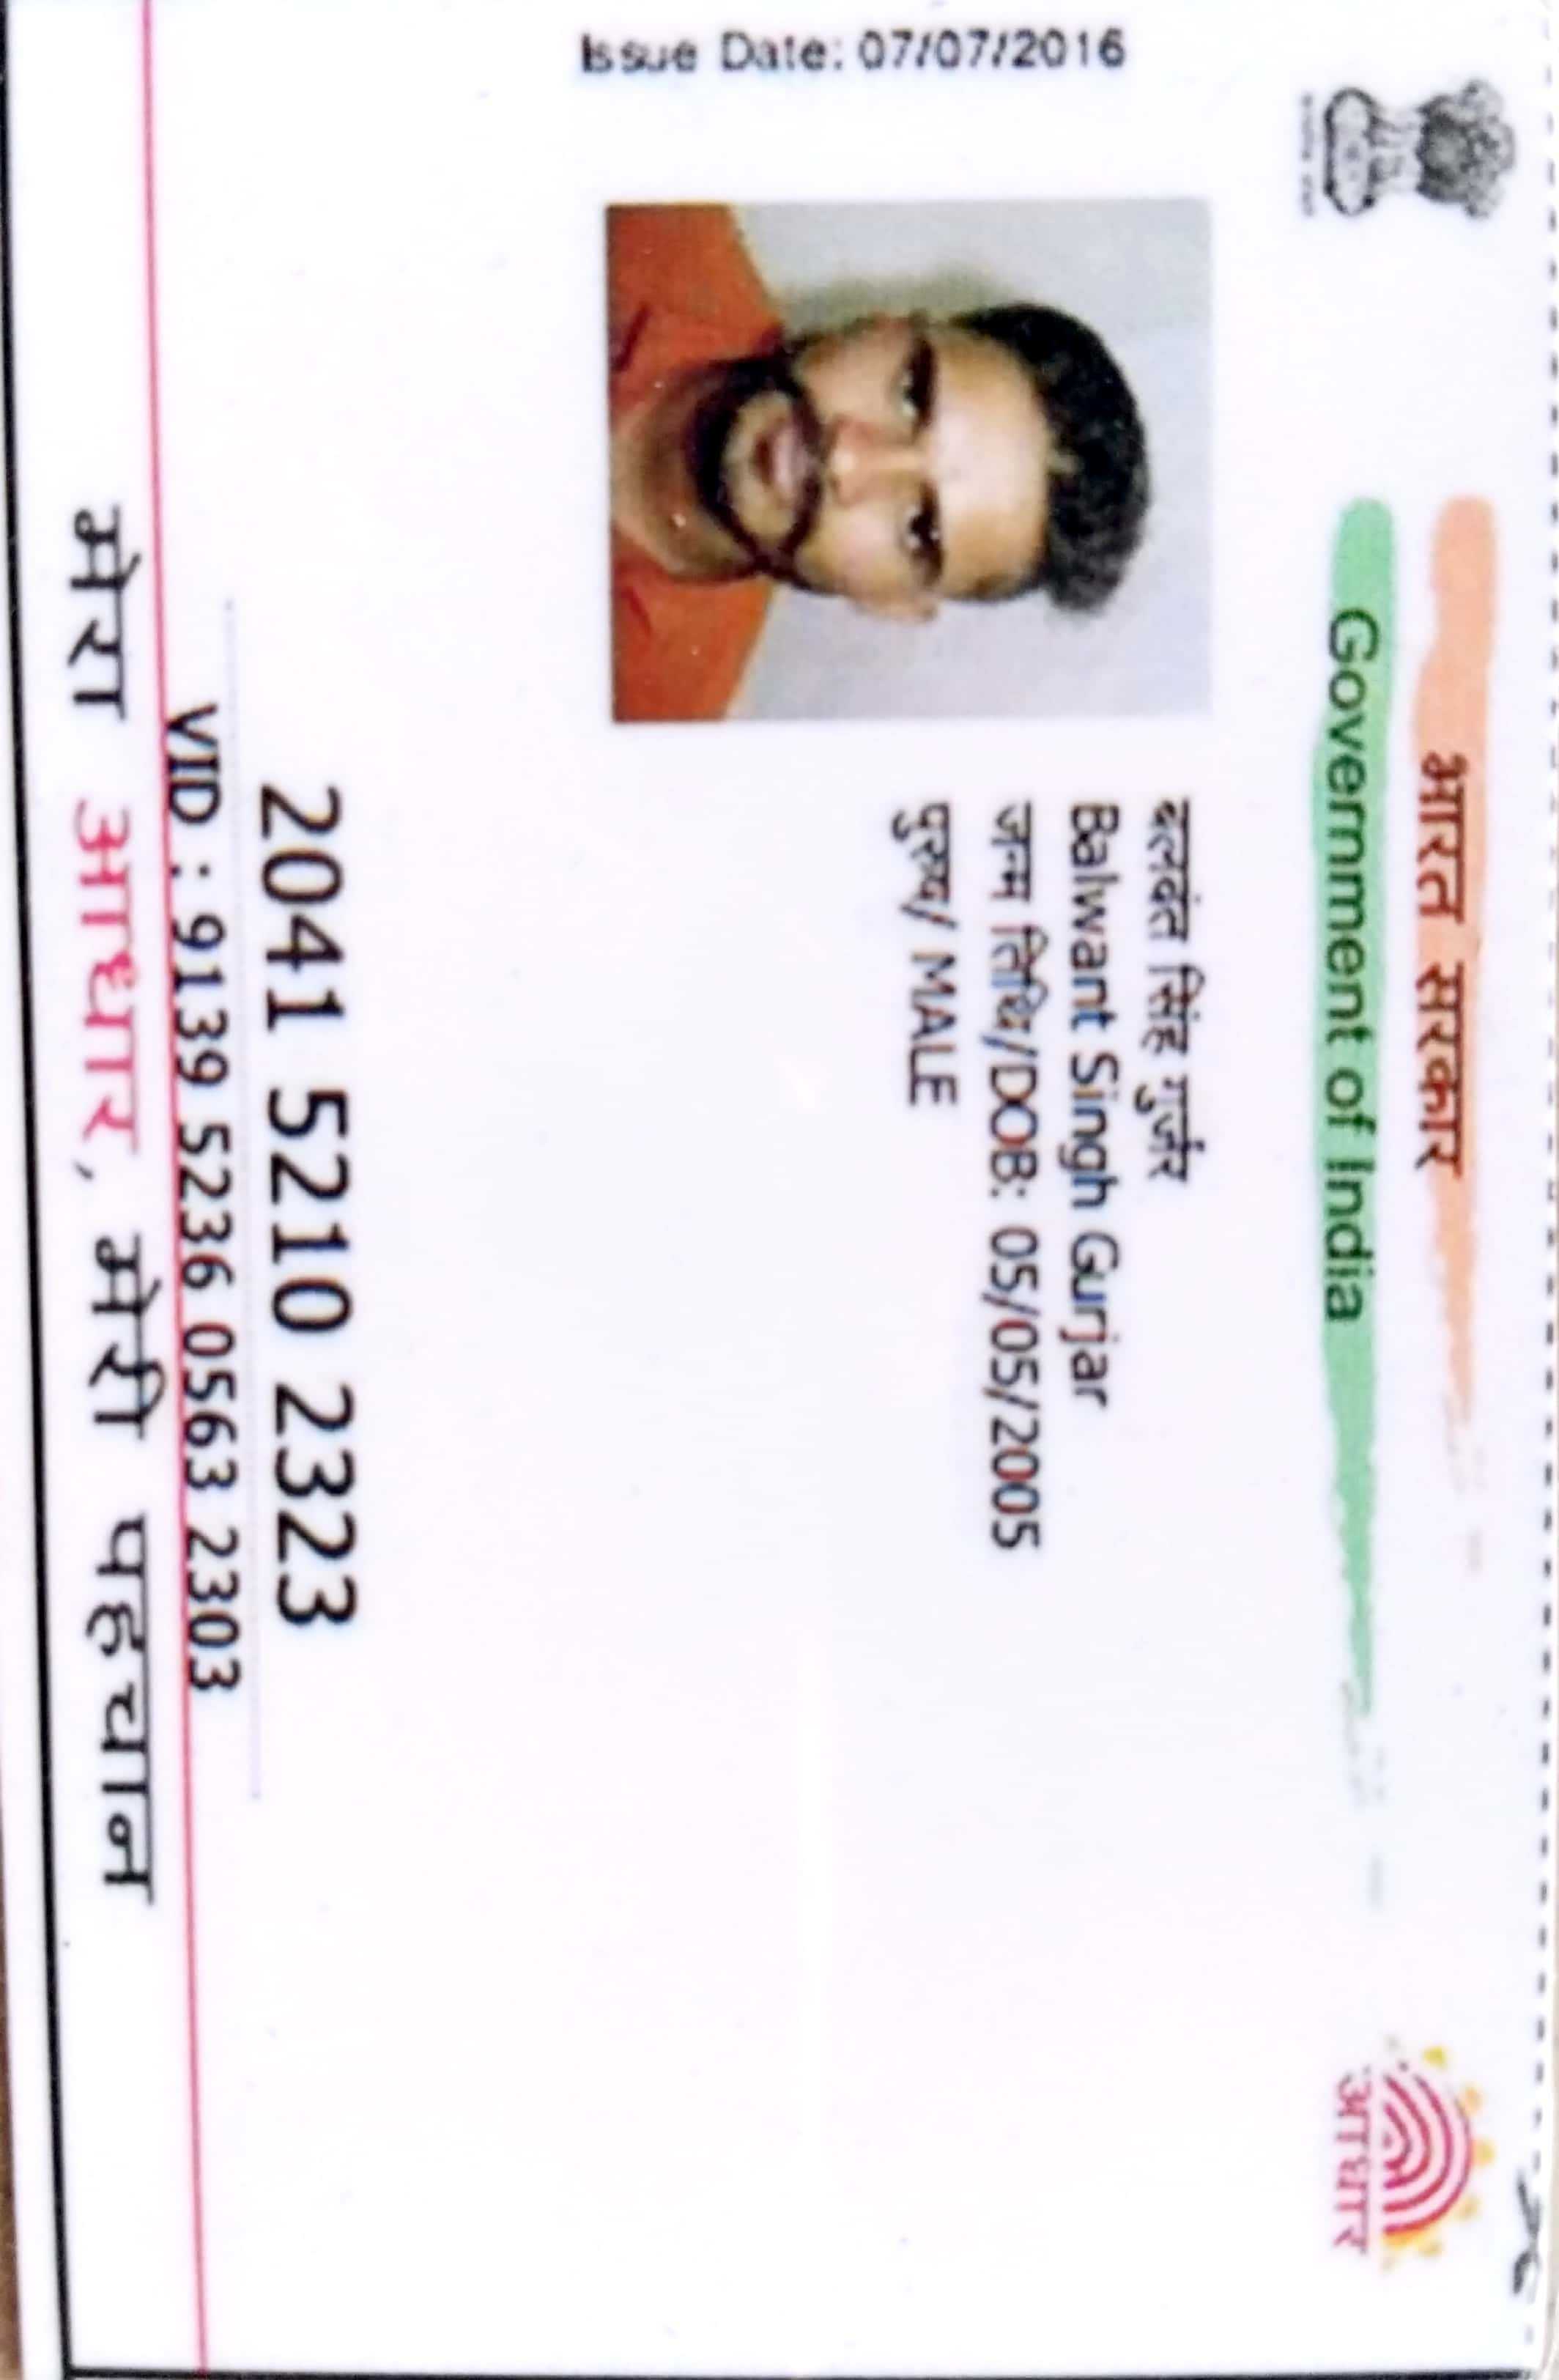 भारत सरकार
Government of India
आधार
Issue Date: 07/07/2016
बलवंत सिंह गुर्जर
Balwant Singh Gurjar
जन्म तिथि/DOB: 05/05/2005
पुरुष/ MALE
2041 5210 2323
VID : 9139 5236 0563 2303
मेरा आधार, मेरी पहचान